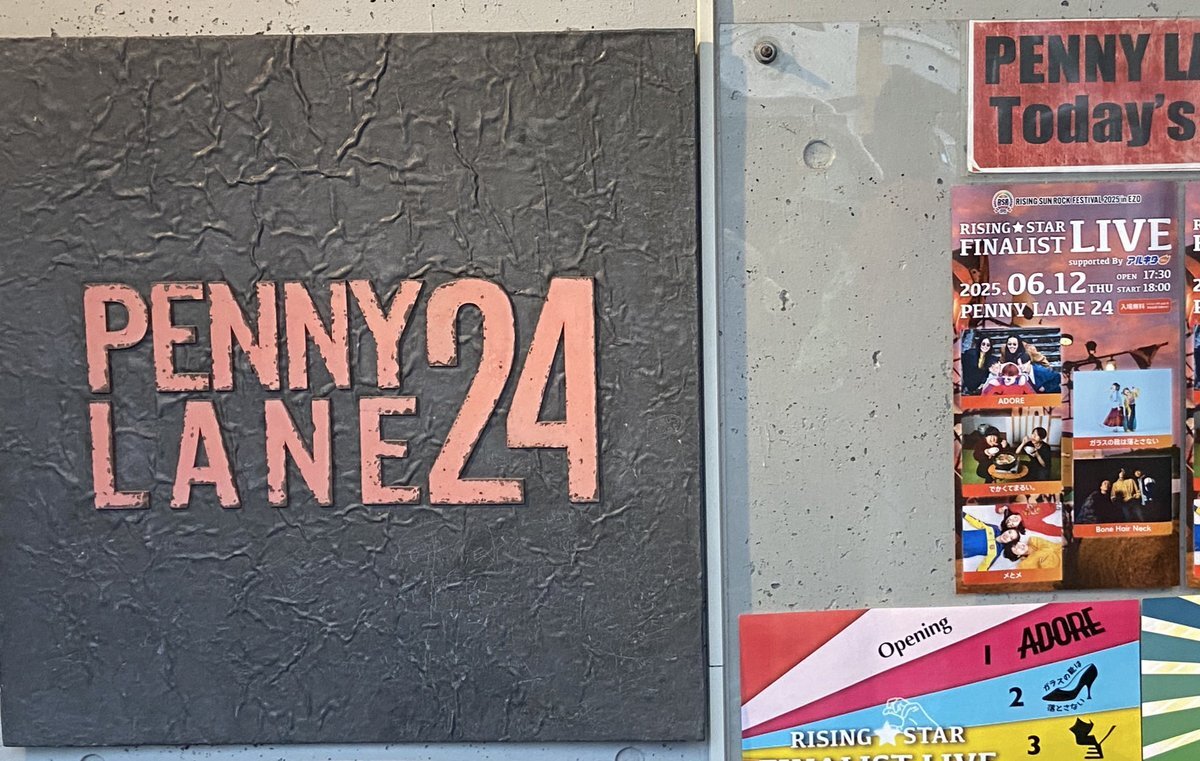 PENNY
LANE 24
PENNY LA
Today's
RSR
RISING SUN ROCK FESTIVAL 2025 in EZO
RISING★STAR
FINALIST LIVE
supported By アルキタ
2025.06.12 THU
OPEN 17:30
START 18:00
PENNY LANE 24
入場無料
ADORE
ガラスの靴は落とさない
でかくてまるい。
Bone Hair Neck
メとメ
Opening
1 ADORE
2 ガラスの靴は
落とさない
3
RISING★STAR
FINALIST LIVE